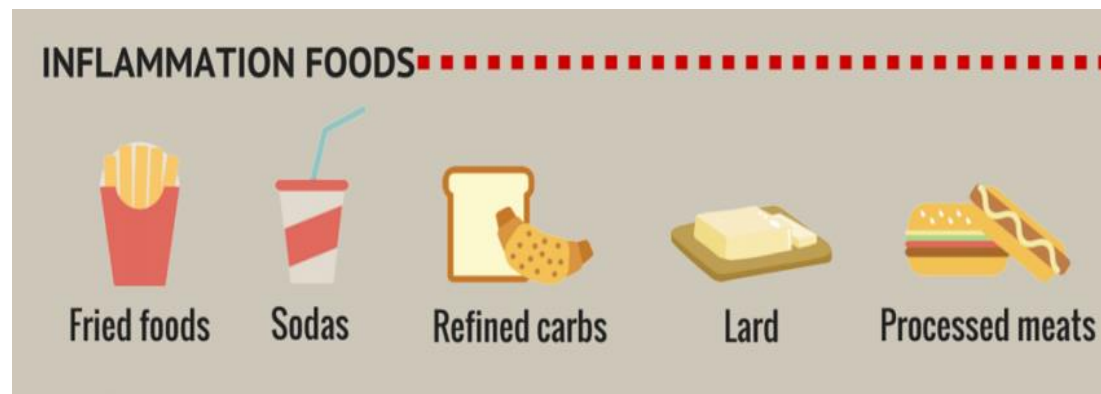 INFLAMMATION FOODS
Fried foods
Sodas
Refined carbs
Lard
Processed meats